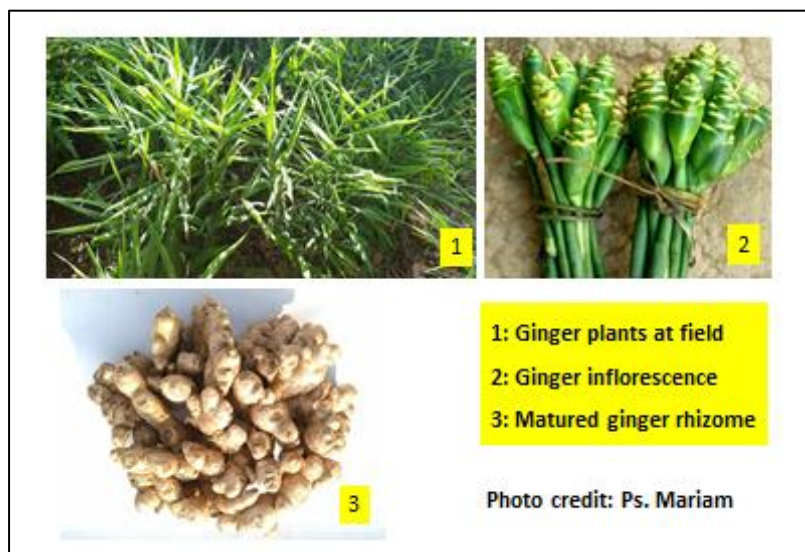 1
2
3
1: Ginger plants at field
2: Ginger inflorescence
3: Matured ginger rhizome
Photo credit: Ps. Mariam